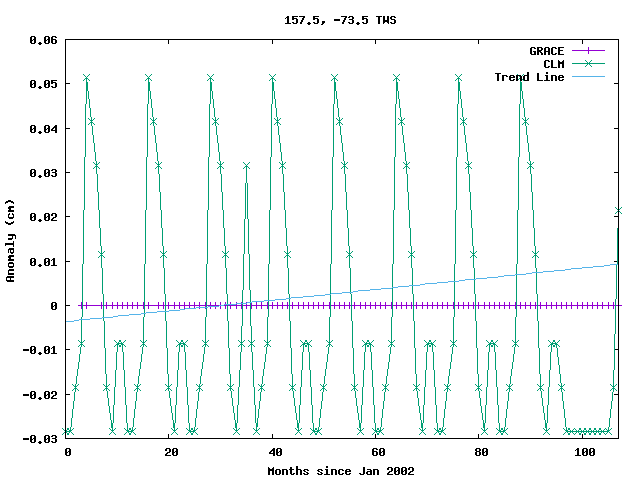 157.5, -73.5 TWS
GRACE
CLM
Trend Line
0.06
0.05
0.04
0.03
0.02
0.01
0
-0.01
-0.02
-0.03
Anomaly (cm)
0 20 40 60 80 100
Months since Jan 2002